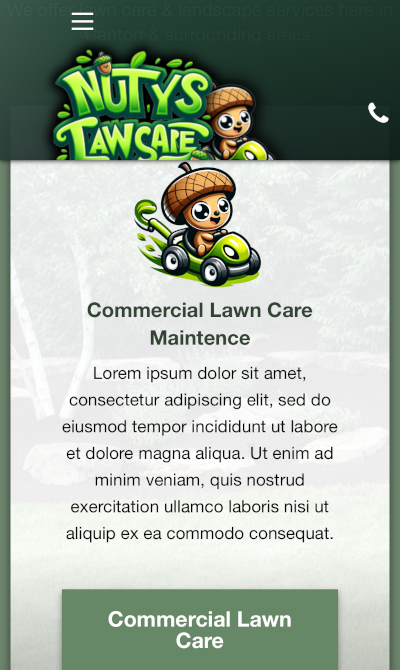 We offer lawn care & landscape services here in
Canton & surrounding areas.
NUTYS
LAWCARE
Commercial Lawn Care
Maintence
Lorem ipsum dolor sit amet,
consectetur adipiscing elit, sed do
eiusmod tempor incididunt ut labore
et dolore magna aliqua. Ut enim ad
minim veniam, quis nostrud
exercitation ullamco laboris nisi ut
aliquip ex ea commodo consequat.
Commercial Lawn
Care